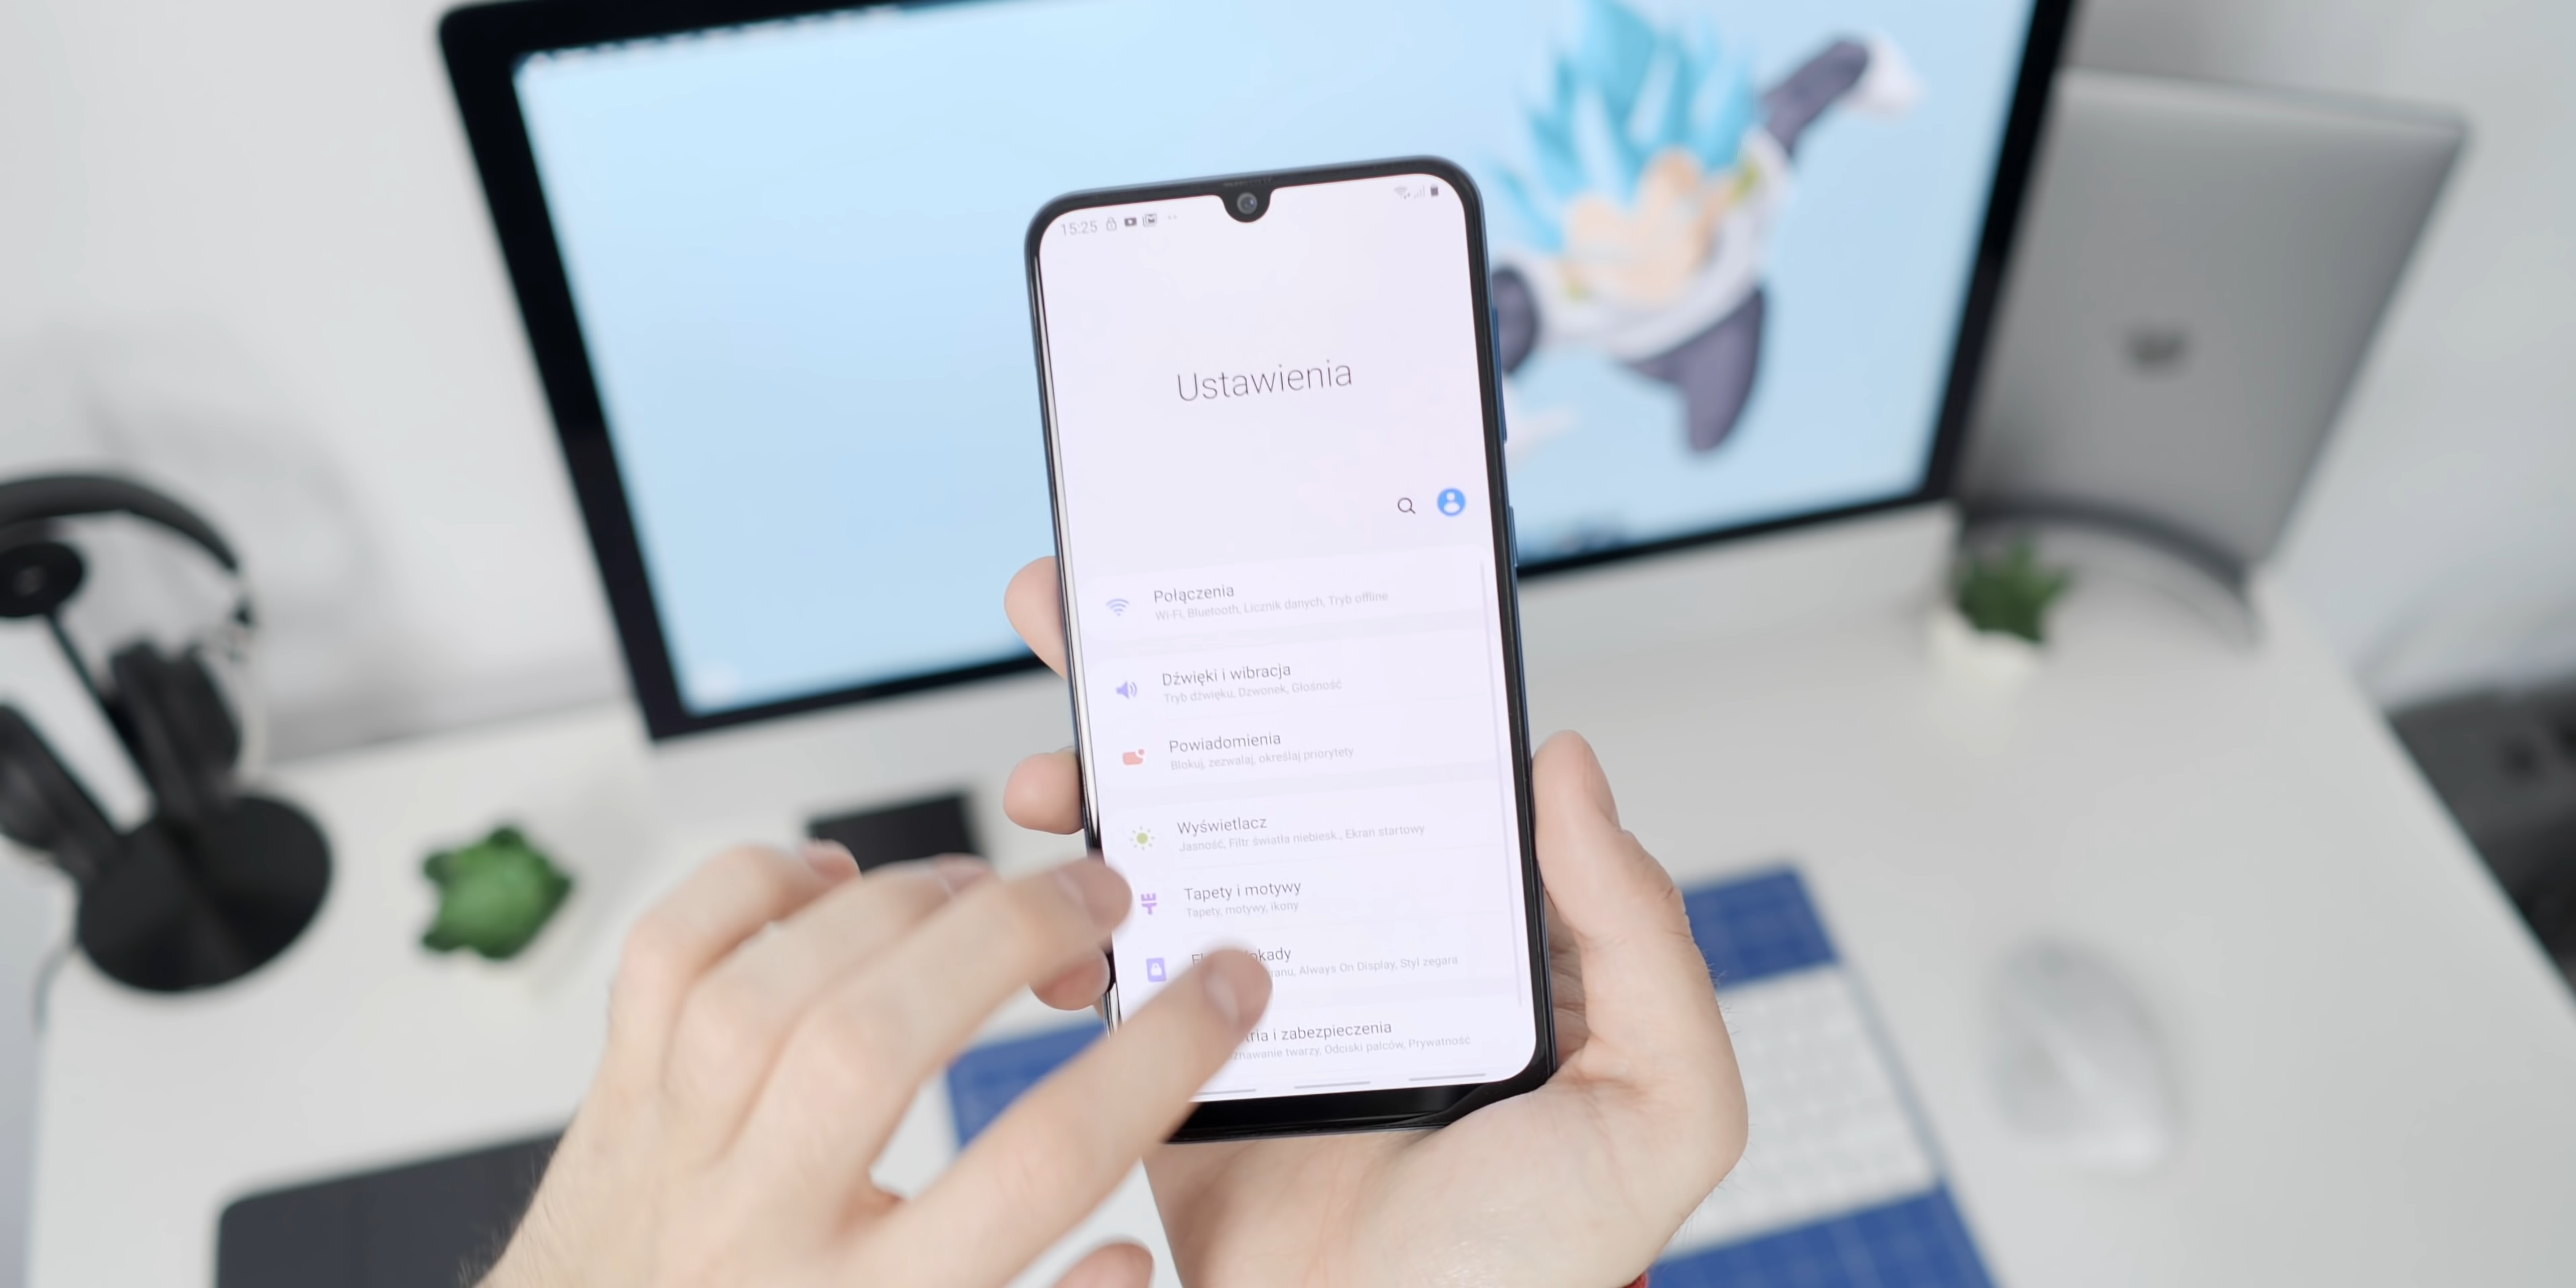 15:25
Ustawienia
Połączenia
Wi-Fi, Bluetooth, Licznik danych, Tryb offline
Dźwięki i wibracja
Tryb dźwięku, Dzwonek, Głośność
Powiadomienia
Blokuj, zezwalaj, określaj priorytety
Wyświetlacz
Jasność, Filtr światła niebiesk., Ekran startowy
Tapety i motywy
Tapety, motywy, ikony
Always On Display, Styl zegara
i zabezpieczenia
twarzy, Odciski palców, Prywatność